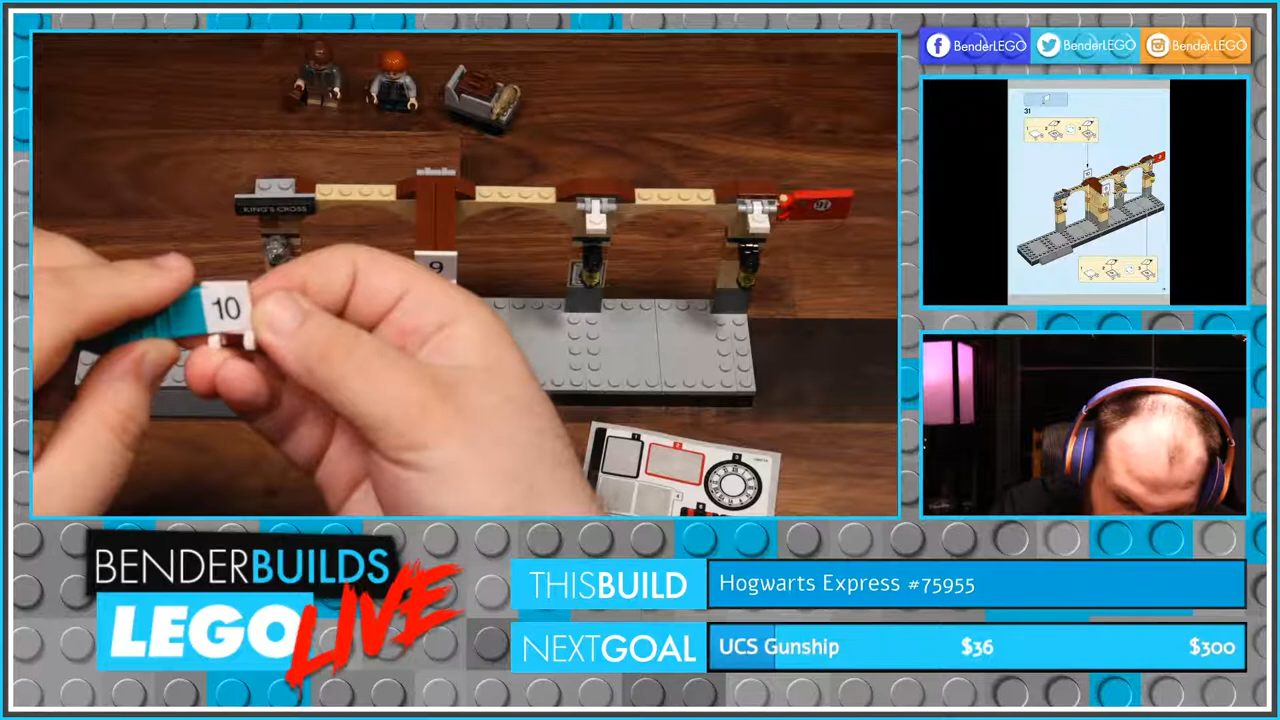 BenderLEGO
BenderLEGO
Bender.LEGO
31
KING'S CROSS
9
10
BENDERBUILDS
LEGO LIVE
THISBUILD
Hogwarts Express #75955
NEXTGOAL
UCS Gunship $36 $300